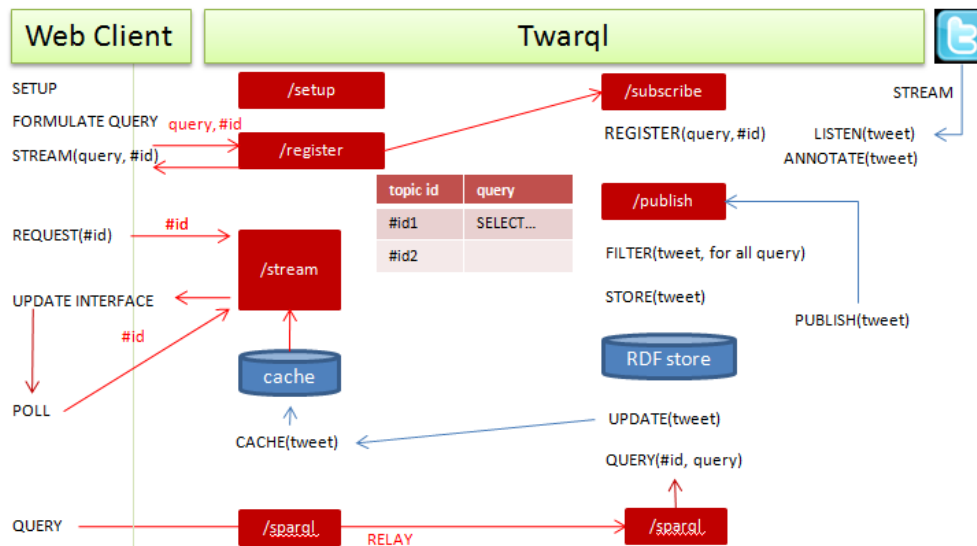 Web Client
Twarql
SETUP
/setup
/subscribe
STREAM
FORMULATE QUERY
query, #id
/register
REGISTER(query, #id)
LISTEN(tweet)
STREAM(query, #id)
ANNOTATE(tweet)
topic id query
#id1 SELECT...
#id2
/publish
REQUEST(#id)
#id
/stream
FILTER(tweet, for all query)
UPDATE INTERFACE
STORE(tweet)
#id
PUBLISH(tweet)
cache
RDF store
POLL
UPDATE(tweet)
CACHE(tweet)
QUERY(#id, query)
QUERY
/sparql
RELAY
/sparql